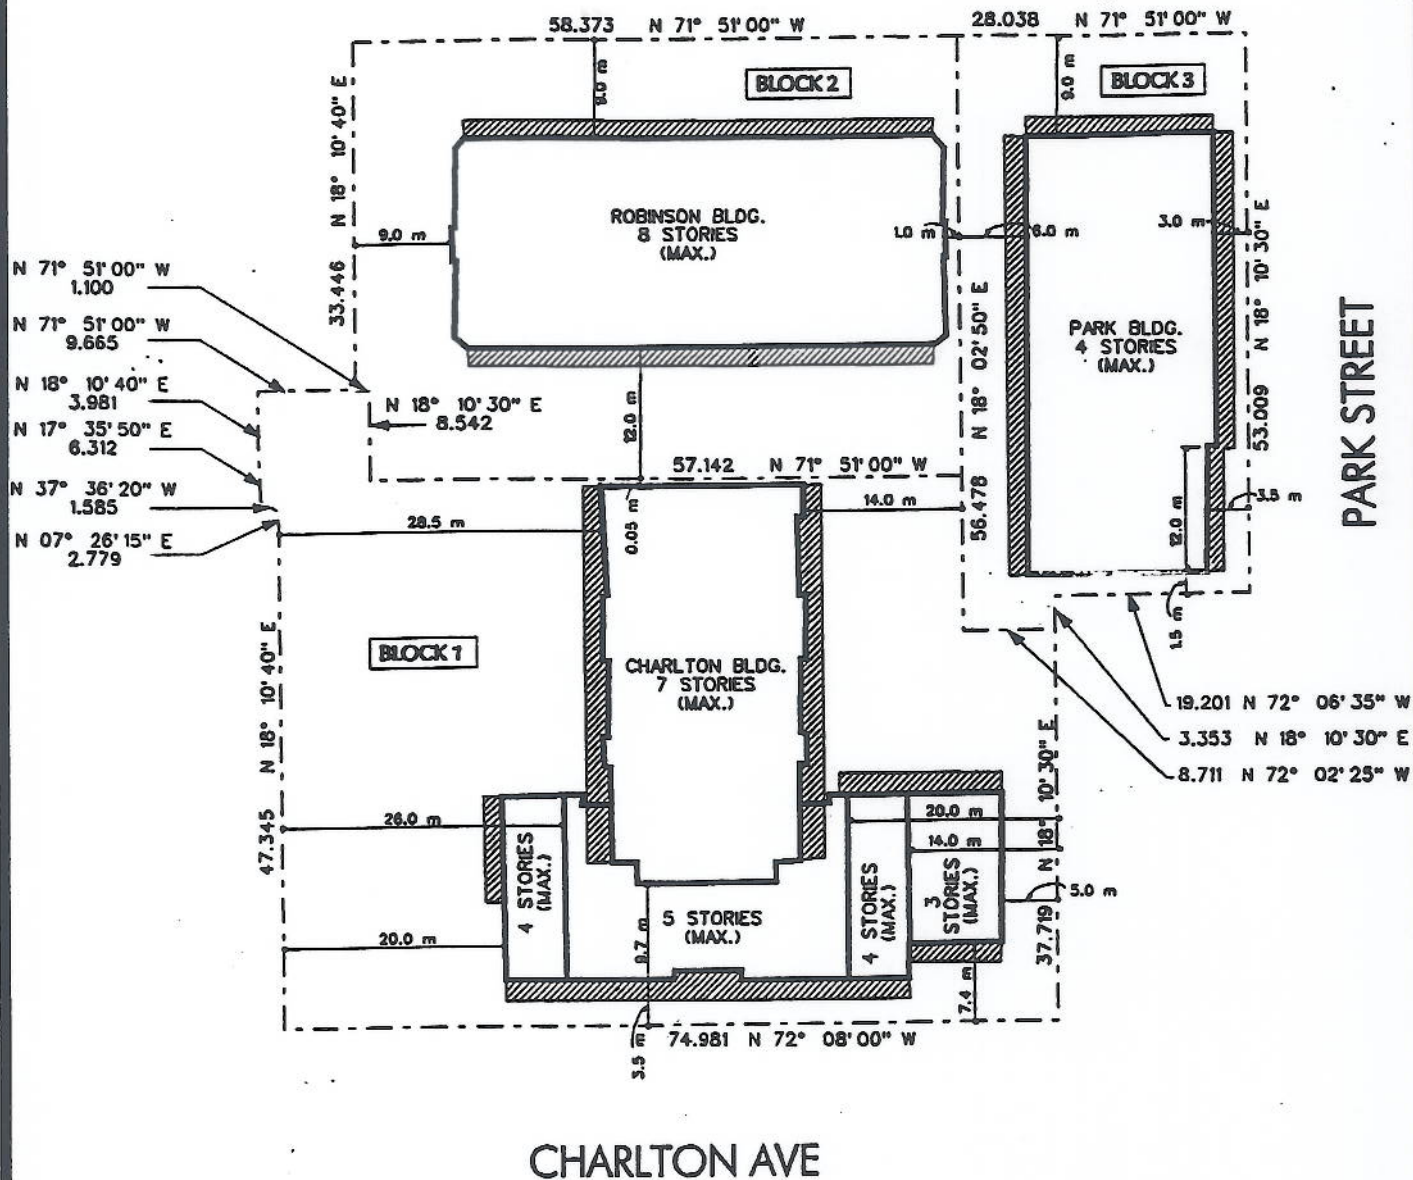 58.373 N 71° 51'00" W
28.038 N 71° 51'00" W
N 18° 10'40" E
33.446
9.0 m
BLOCK 2
9.0 m
BLOCK 3
ROBINSON BLDG.
8 STORIES
(MAX.)
9.0 m
1.0 m
6.0 m
3.0 m
N 18° 10'30" E
53.009
PARK BLDG.
4 STORIES
(MAX.)
PARK STREET
N 71° 51'00" W
1.100
N 71° 51'00" W
9.665
N 18° 10'40" E
3.981
N 17° 35'50" E
6.312
N 37° 36'20" W
1.585
N 07° 26'15" E
2.779
N 18° 10'30" E
8.542
12.0 m
N 18° 02'50" E
56.478
57.142 N 71° 51'00" W
28.5 m
0.05 m
14.0 m
12.0 m
3.5 m
1.5 m
BLOCK 1
CHARLTON BLDG.
7 STORIES
(MAX.)
19.201 N 72° 06'35" W
3.353 N 18° 10'30" E
8.711 N 72° 02'25" W
47.345 N 18° 10'40" E
37.719 N 18° 10'30" E
26.0 m
20.0 m
14.0 m
5.0 m
4 STORIES
(MAX.)
5 STORIES
(MAX.)
4 STORIES
(MAX.)
3
STORIES
(MAX.)
20.0 m
9.7 m
7.4 m
3.5 m
74.981 N 72° 08'00" W
CHARLTON AVE